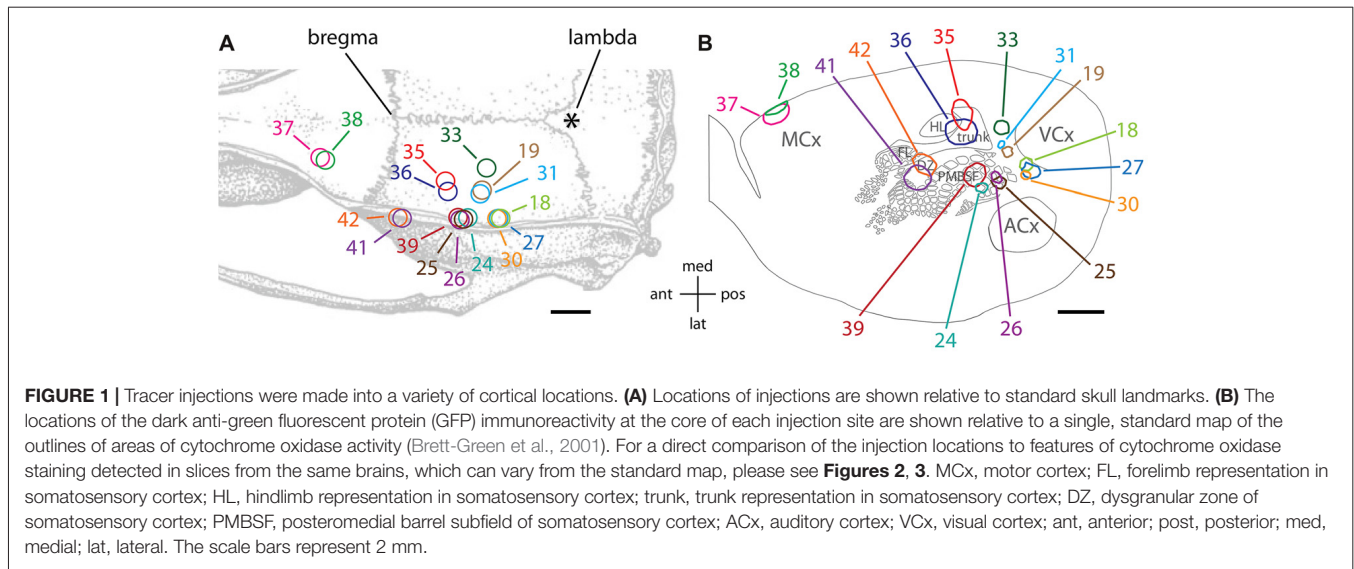 A
bregma
lambda
*
37
38
33
35
19
36
31
42
18
41
39
27
25
24
30
26
B
36
35
33
42
31
38
41
19
37
MCx
HL
trunk
VCx
18
FL
DZ
27
PMBSF
30
ACx
25
39
24
26
med
ant
pos
lat
FIGURE 1 | Tracer injections were made into a variety of cortical locations. (A) Locations of injections are shown relative to standard skull landmarks. (B) The
locations of the dark anti-green fluorescent protein (GFP) immunoreactivity at the core of each injection site are shown relative to a single, standard map of the
outlines of areas of cytochrome oxidase activity (Brett-Green et al., 2001). For a direct comparison of the injection locations to features of cytochrome oxidase
staining detected in slices from the same brains, which can vary from the standard map, please see Figures 2, 3. MCx, motor cortex; FL, forelimb representation in
somatosensory cortex; HL, hindlimb representation in somatosensory cortex; trunk, trunk representation in somatosensory cortex; DZ, dysgranular zone of
somatosensory cortex; PMBSF, posteromedial barrel subfield of somatosensory cortex; ACx, auditory cortex; VCx, visual cortex; ant, anterior; post, posterior; med,
medial; lat, lateral. The scale bars represent 2 mm.